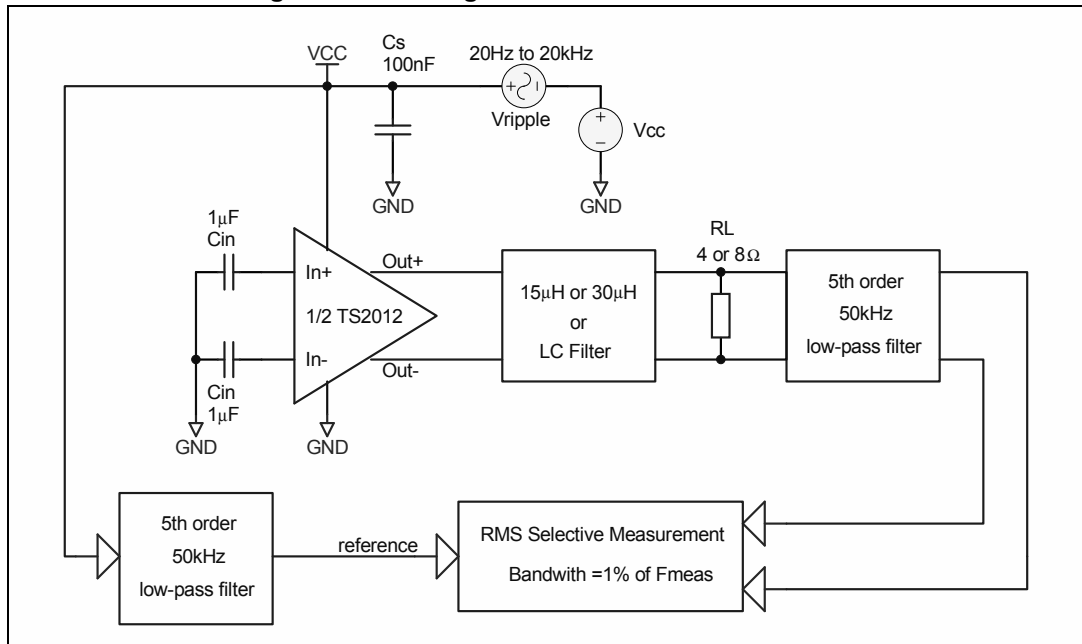 VCC
Cs
100nF
20Hz to 20kHz
Vripple
+
−
Vcc
GND
GND
1μF
Cin
In+
Out+
1/2 TS2012
In-
Out-
Cin
1μF
GND
GND
15μH or 30μH
or
LC Filter
RL
4 or 8Ω
5th order
50kHz
low-pass filter
5th order
50kHz
low-pass filter
reference
RMS Selective Measurement
Bandwith =1% of Fmeas